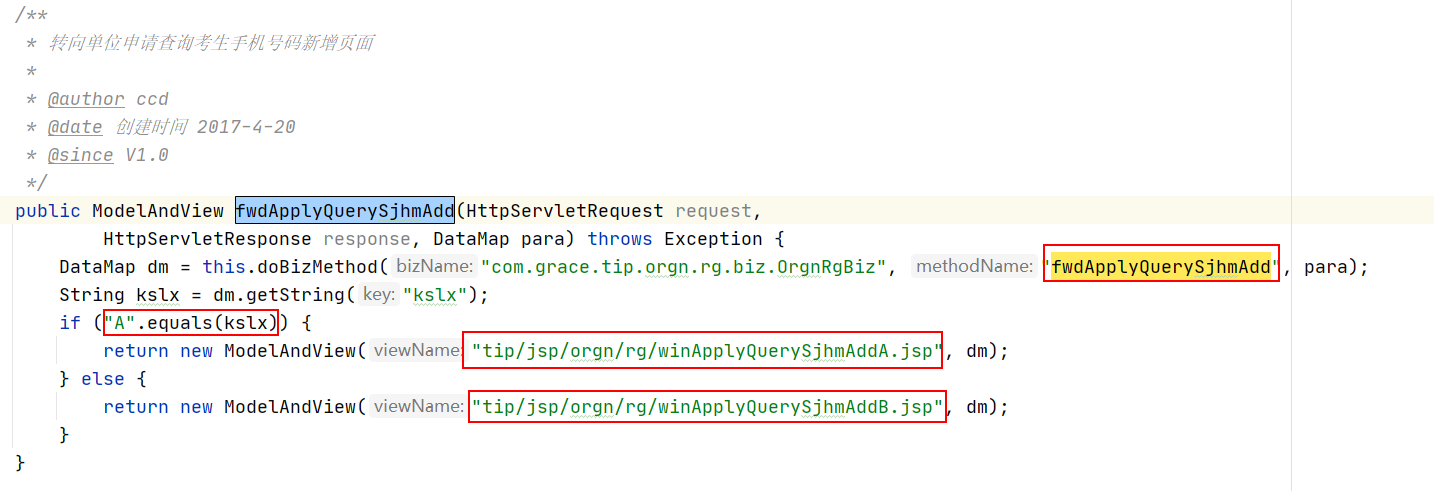 /**
 * 转向单位申请查询考生手机号码新增页面
 *
 * @author ccd
 * @date 创建时间 2017-4-20
 * @since V1.0
 */
public ModelAndView fwdApplyQuerySjhmAdd(HttpServletRequest request,
        HttpServletResponse response, DataMap para) throws Exception {
    DataMap dm = this.doBizMethod( bizName: "com.grace.tip.orgn.rg.biz.OrgnRgBiz", methodName: "fwdApplyQuerySjhmAdd", para);
    String kslx = dm.getString( key: "kslx");
    if ("A".equals(kslx)) {
        return new ModelAndView( viewName: "tip/jsp/orgn/rg/winApplyQuerySjhmAddA.jsp", dm);
    } else {
        return new ModelAndView( viewName: "tip/jsp/orgn/rg/winApplyQuerySjhmAddB.jsp", dm);
    }
}